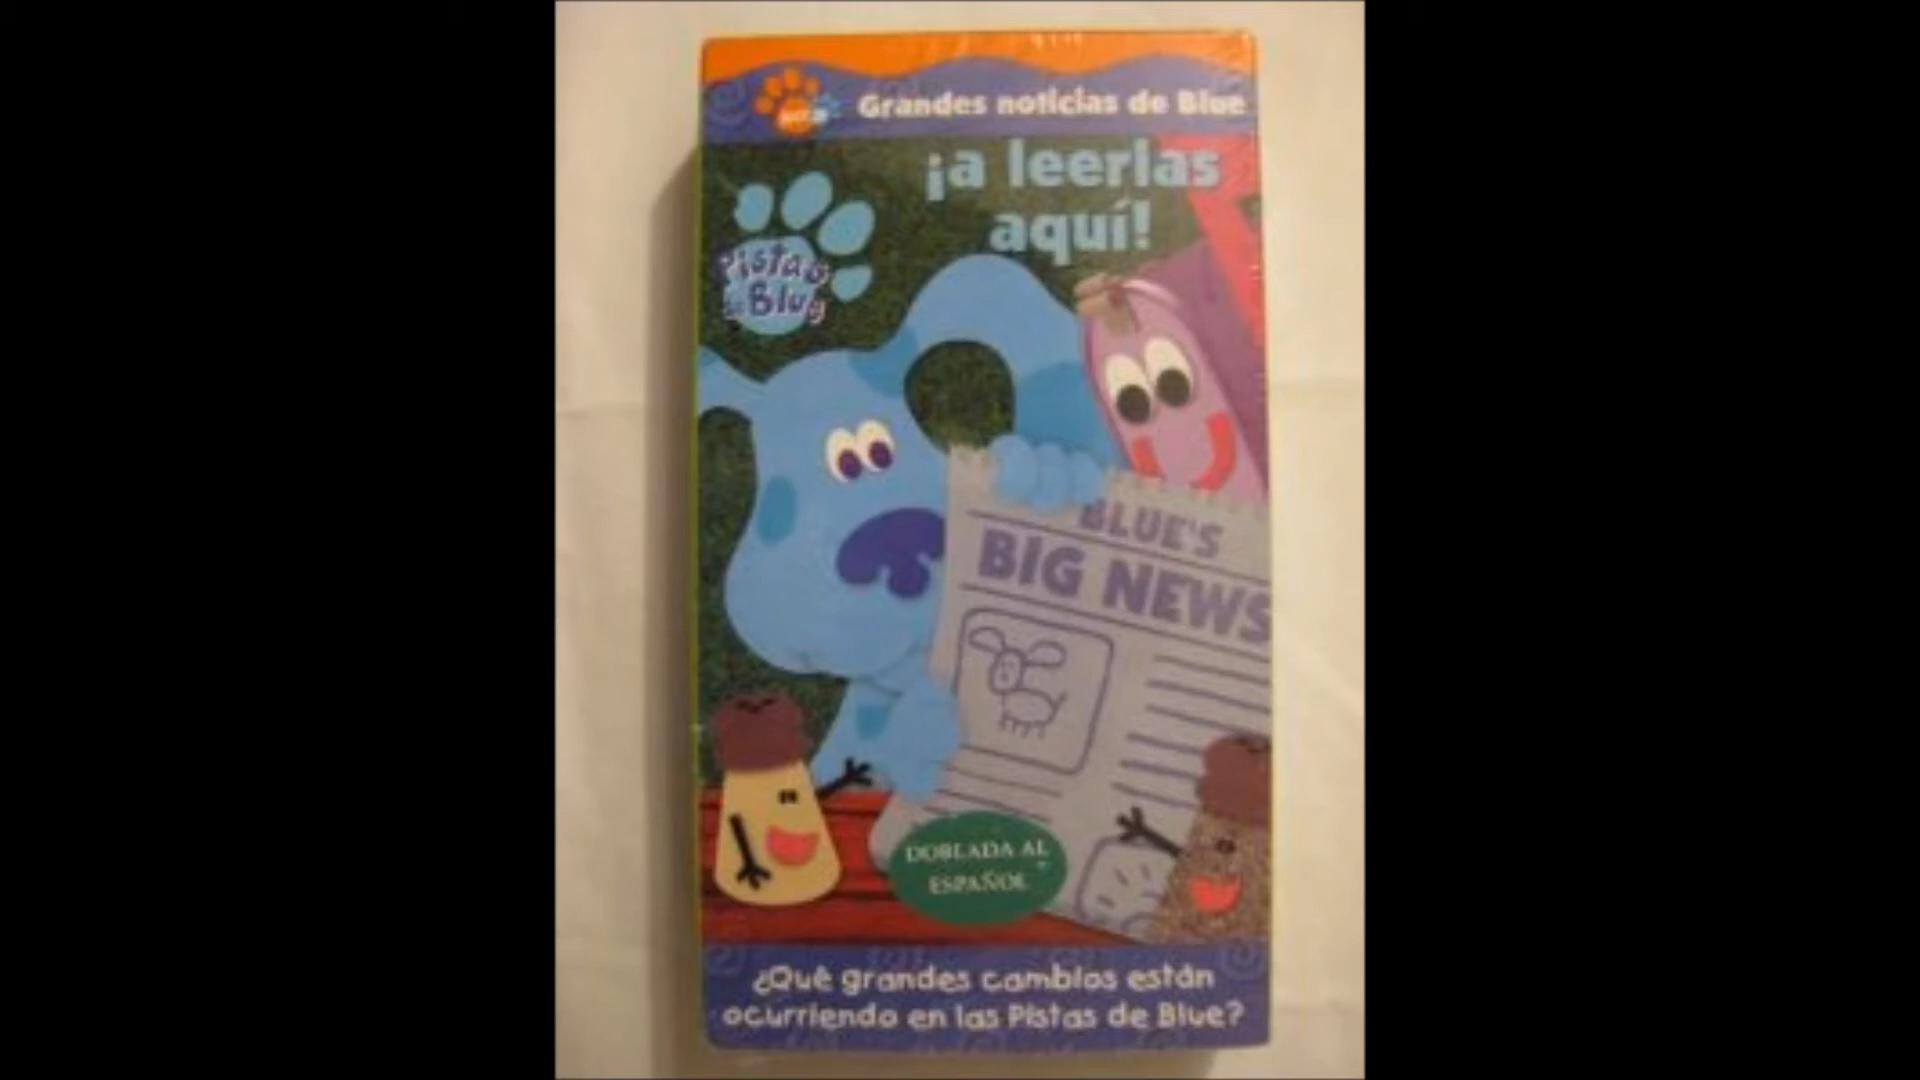 Grandes noticias de Blue
¡a leerlas
aquí!
Pistas
de Blue
BLUE'S
BIG NEWS
DOBLADA AL
ESPAÑOL
¿Qué grandes cambios están
ocurriendo en las Pistas de Blue?